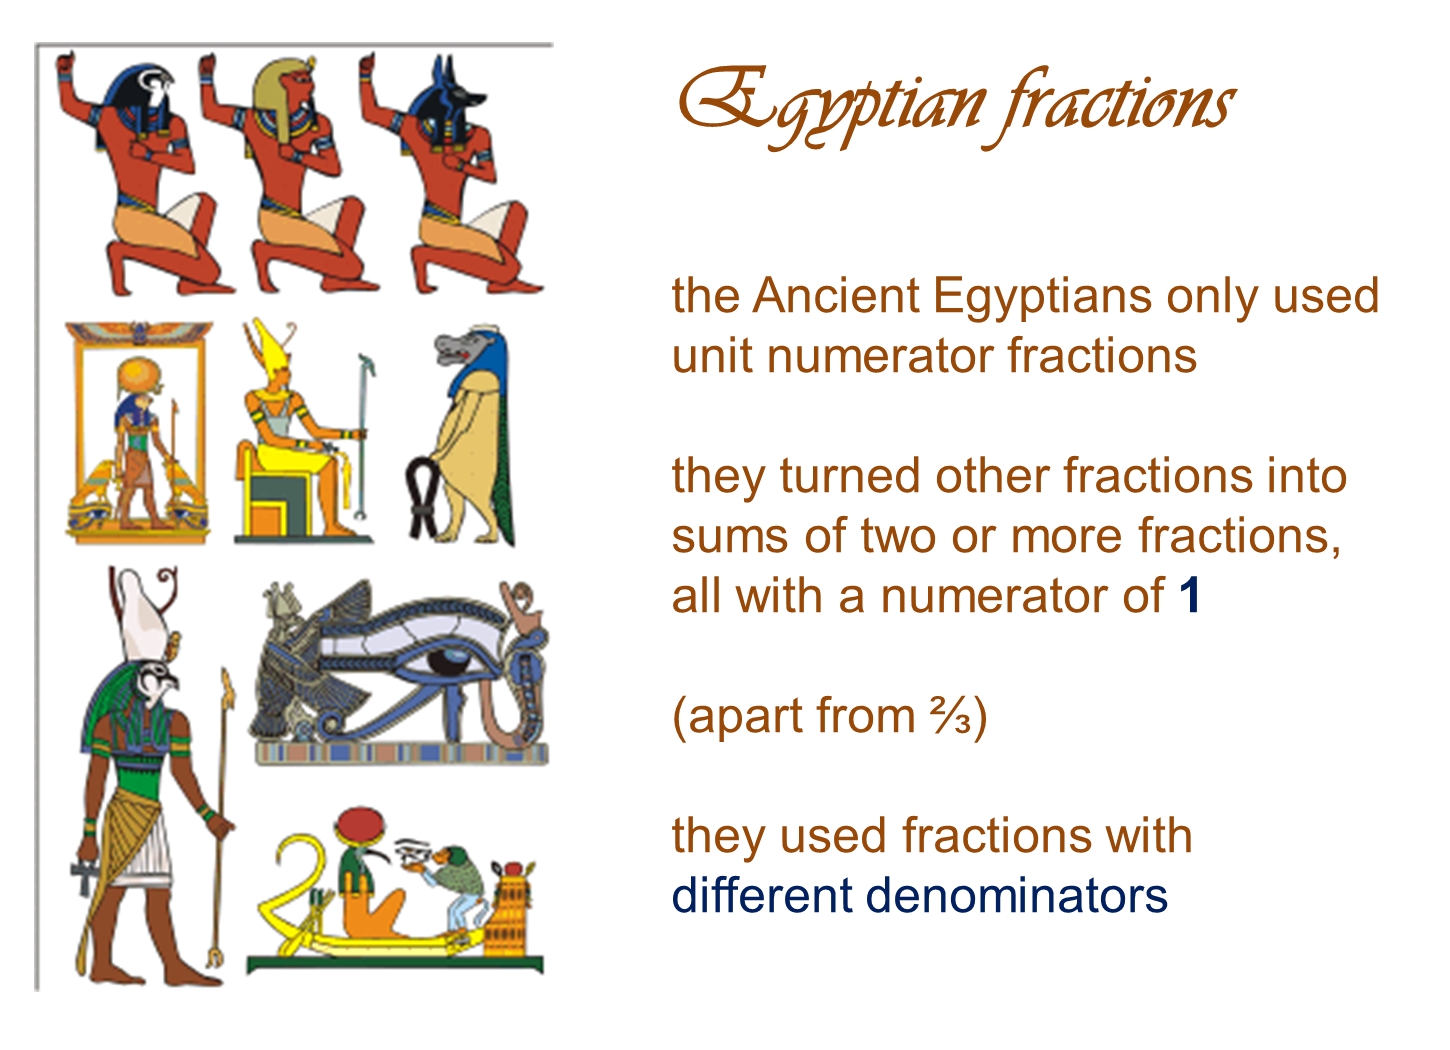 Egyptian fractions
the Ancient Egyptians only used
unit numerator fractions
they turned other fractions into
sums of two or more fractions,
all with a numerator of 1
(apart from ⅔)
they used fractions with
different denominators